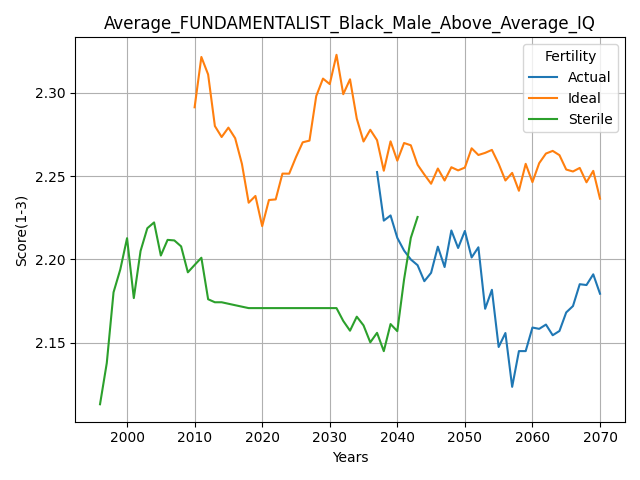 Average_FUNDAMENTALIST_Black_Male_Above_Average_IQ
Fertility
Actual
Ideal
Sterile
Score(1-3)
2.30
2.25
2.20
2.15
2000 2010 2020 2030 2040 2050 2060 2070
Years